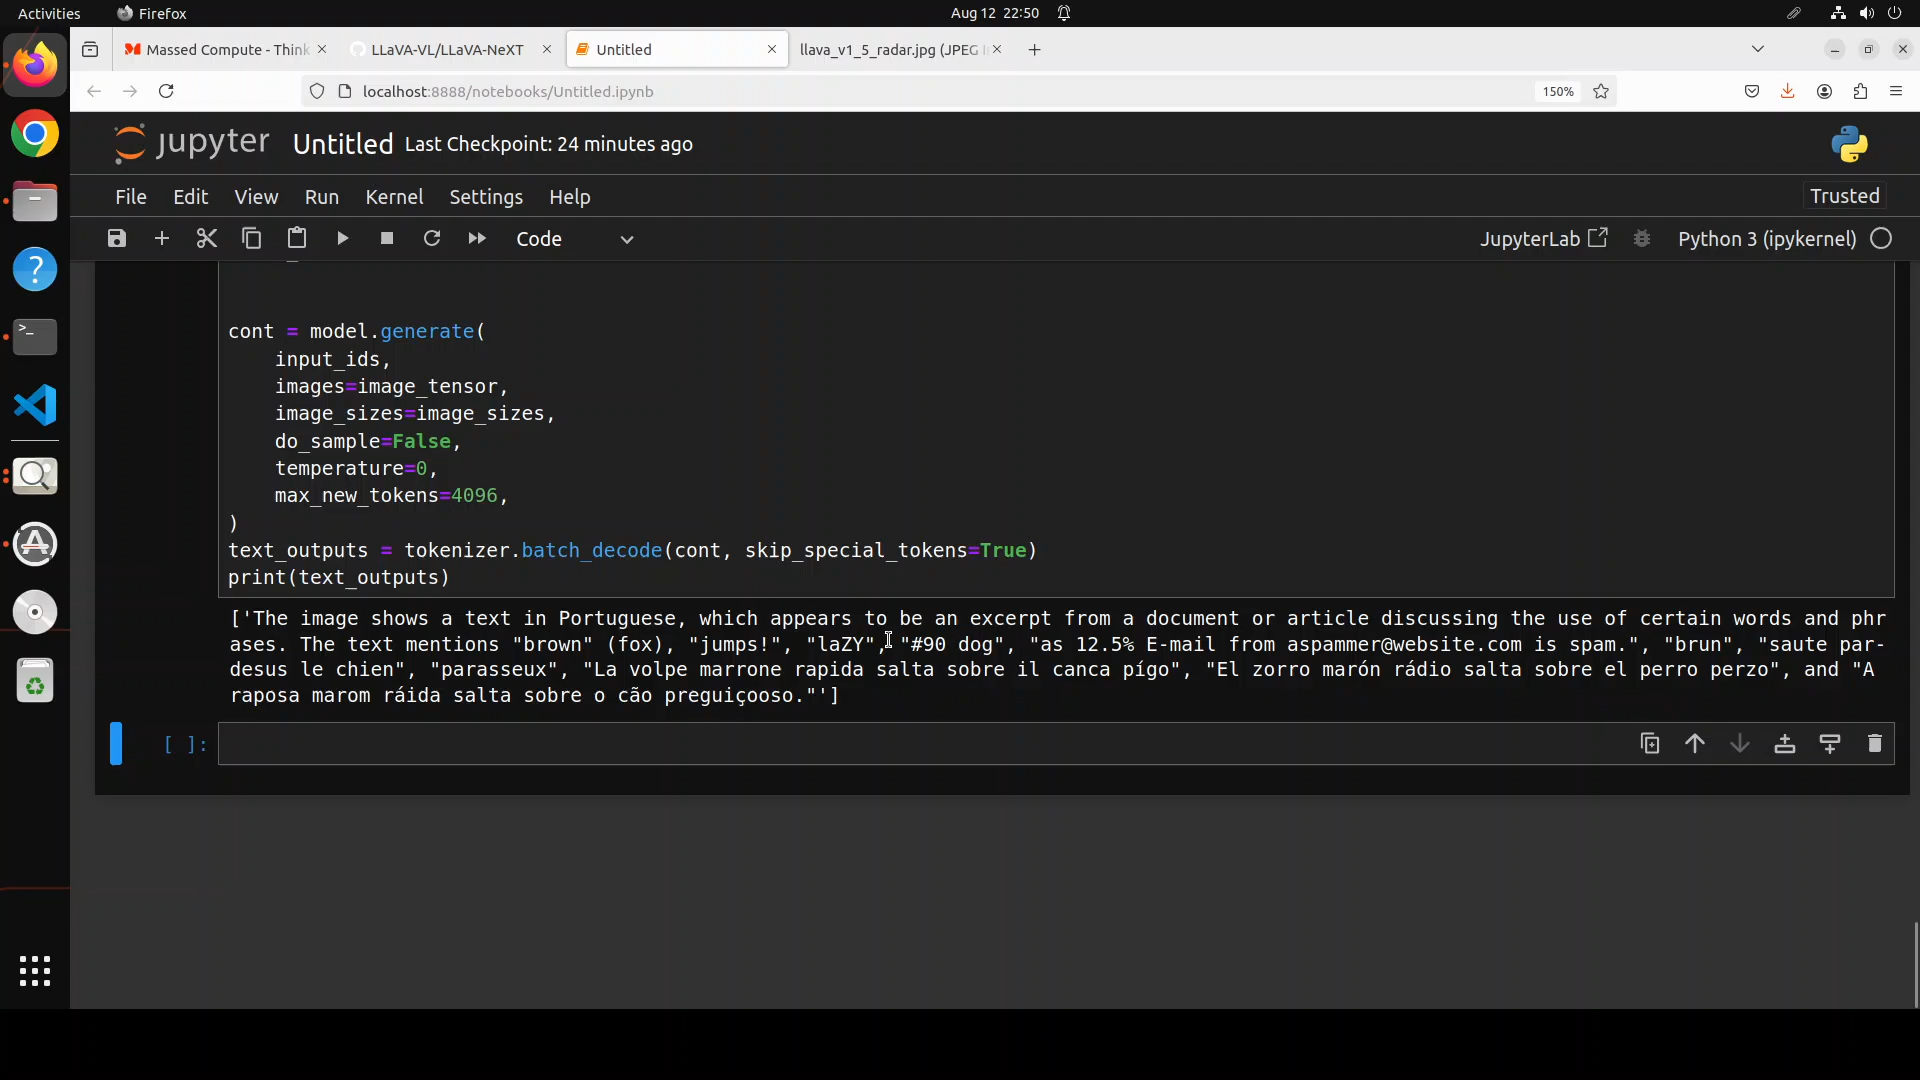 Activities
Firefox
Aug 12 22:50
Massed Compute - Think
LLaVA-VL/LLaVA-NeXT
Untitled
llava_v1_5_radar.jpg (JPEG I
localhost:8888/notebooks/Untitled.ipynb
150%
jupyter Untitled Last Checkpoint: 24 minutes ago
File Edit View Run Kernel Settings Help
Trusted
Code
JupyterLab
Python 3 (ipykernel)
cont = model.generate(
input_ids,
images=image_tensor,
image_sizes=image_sizes,
do_sample=False,
temperature=0,
max_new_tokens=4096,
)
text_outputs = tokenizer.batch_decode(cont, skip_special_tokens=True)
print(text_outputs)
['The image shows a text in Portuguese, which appears to be an excerpt from a document or article discussing the use of certain words and phr
ases. The text mentions "brown" (fox), "jumps!", "laZY", "#90 dog", "as 12.5% E-mail from aspammer@website.com is spam.", "brun", "saute par-
desus le chien", "parasseux", "La volpe marrone rapida salta sobre il canca pígo", "El zorro marón rádio salta sobre el perro perzo", and "A
raposa marom ráida salta sobre o cão preguiçooso."']
[ ]: